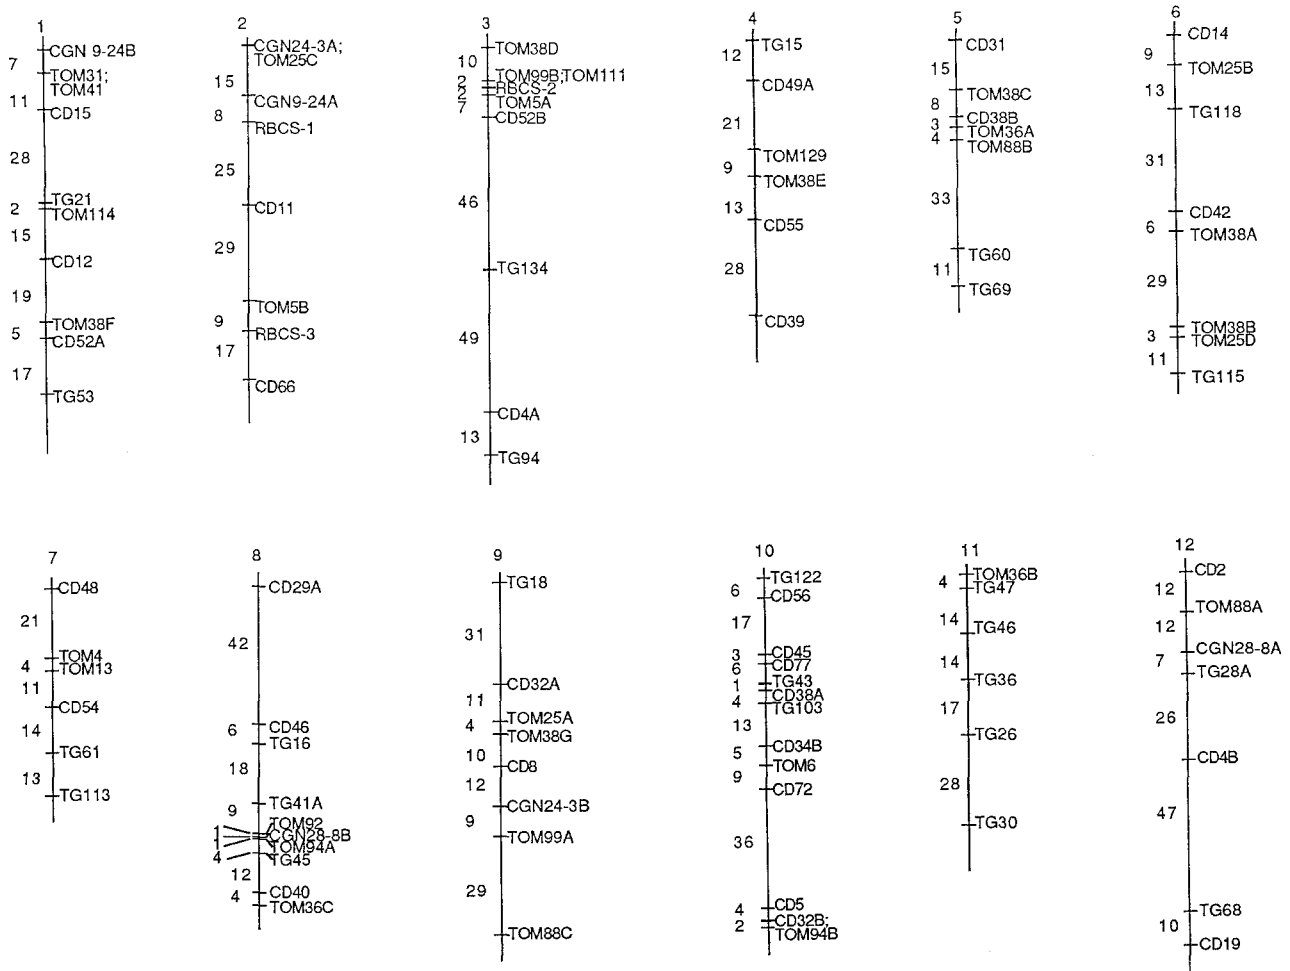 1
CGN 9-24B
7
TOM31;
TOM41
11
CD15
28
TG21
2
TOM114
15
CD12
19
TOM38F
5
CD52A
17
TG53
2
CGN24-3A;
TOM25C
15
CGN9-24A
8
RBCS-1
25
CD11
29
TOM5B
9
RBCS-3
17
CD66
3
TOM38D
10
TOM99B;TOM111
2
RBCS-2
2
TOM5A
7
CD52B
46
TG134
49
CD4A
13
TG94
4
TG15
12
CD49A
21
TOM129
9
TOM38E
13
CD55
28
CD39
5
CD31
15
TOM38C
8
CD38B
3
TOM36A
4
TOM88B
33
TG60
11
TG69
6
CD14
9
TOM25B
13
TG118
31
CD42
6
TOM38A
29
TOM38B
3
TOM25D
11
TG115
7
CD48
21
TOM4
4
TOM13
11
CD54
14
TG61
13
TG113
8
CD29A
42
CD46
6
TG16
18
TG41A
9
TOM92
1
CGN28-8B
1
TOM94A
4
TG45
12
CD40
4
TOM36C
9
TG18
31
CD32A
11
TOM25A
4
TOM38G
10
CD8
12
CGN24-3B
9
TOM99A
29
TOM88C
10
TG122
6
CD56
17
CD45
3
CD77
6
TG43
1
CD38A
4
TG103
13
CD34B
5
TOM6
9
CD72
36
CD5
4
CD32B;
2
TOM94B
11
TOM36B
4
TG47
14
TG46
14
TG36
17
TG26
28
TG30
12
CD2
12
TOM88A
12
CGN28-8A
7
TG28A
26
CD4B
47
TG68
10
CD19